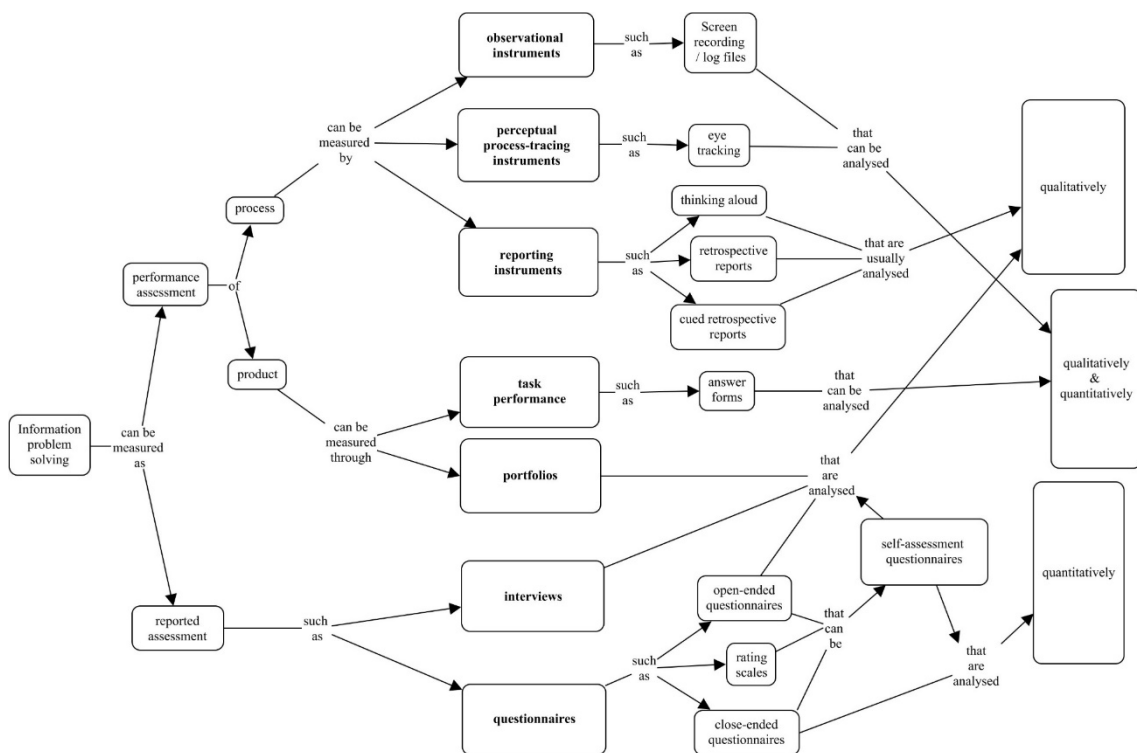 observational
instruments
such
as
Screen
recording
/ log files
can be
measured
by
perceptual
process-tracing
instruments
such
as
eye
tracking
that
can be
analysed
qualitatively
process
thinking aloud
reporting
instruments
such
as
retrospective
reports
that are
usually
analysed
cued retrospective
reports
performance
assessment
of
product
task
performance
such
as
answer
forms
that
can be
analysed
qualitatively
&
quantitatively
Information
problem
solving
can be
measured
as
can be
measured
through
portfolios
that
are
analysed
self-assessment
questionnaires
quantitatively
interviews
open-ended
questionnaires
that
can
be
reported
assessment
such
as
such
as
rating
scales
that
are
analysed
questionnaires
close-ended
questionnaires